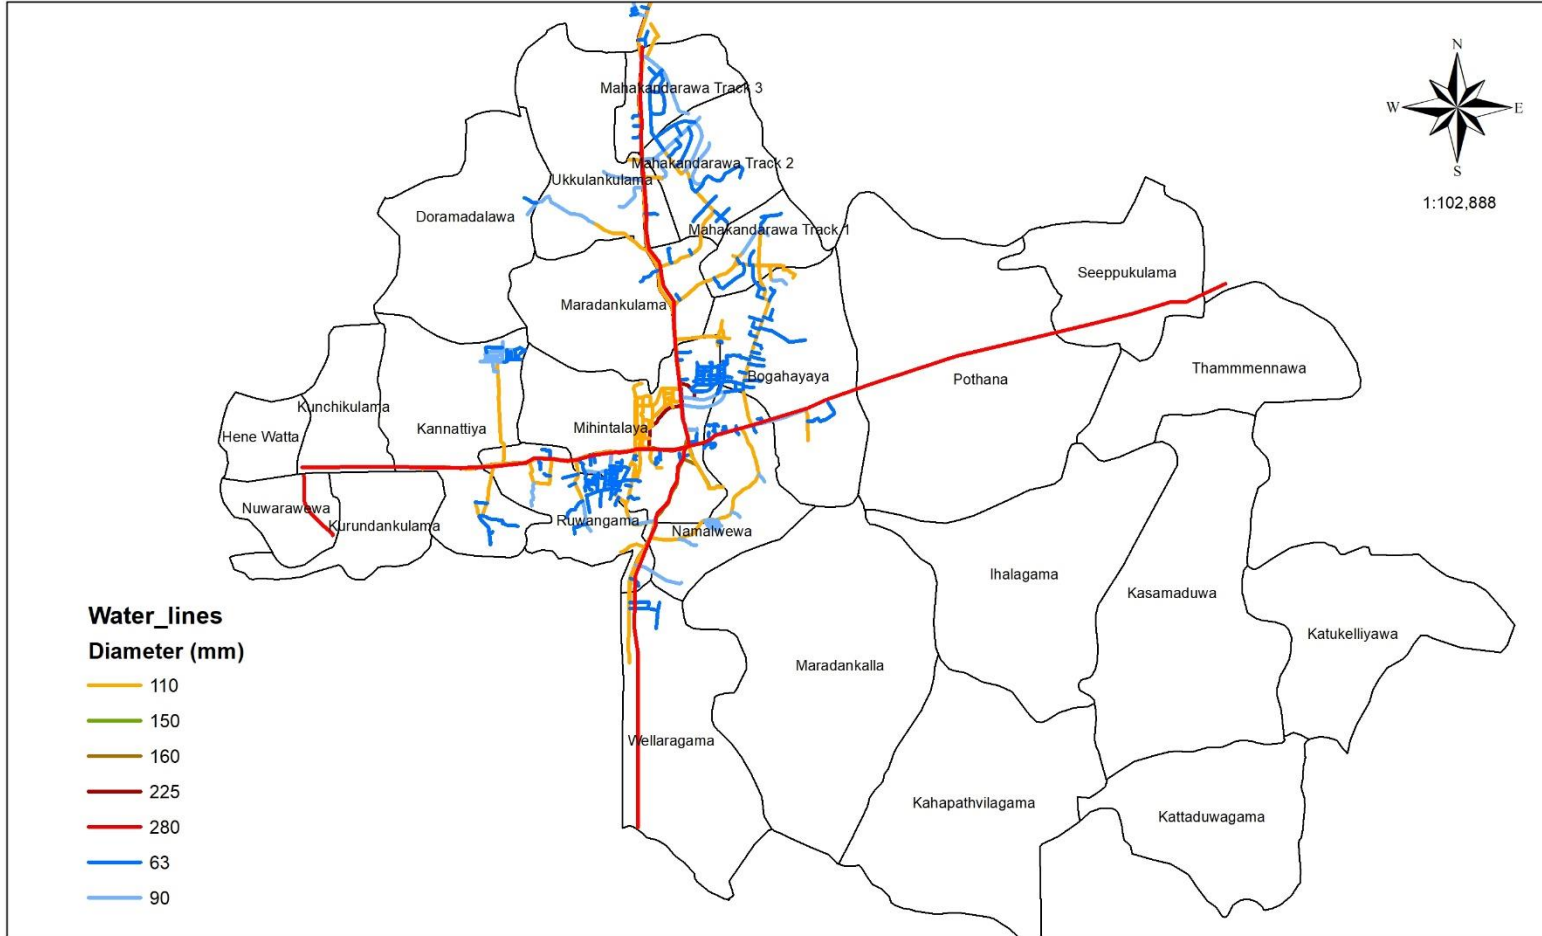 N
W E
S
1:102,888
Mahakandarawa Track 3
Mahakandarawa Track 2
Ukkulankulama
Doramadalawa
Mahakandarawa Track 1
Seeppukulama
Maradankulama
Thammmennawa
Bogahayaya
Pothana
Kunchikulama
Hene Watta
Kannattiya
Mihintalaya
Nuwarawewa
Kurundankulama
Ruwangama
Namalwewa
Ihalagama
Kasamaduwa
Katukelliyawa
Maradankalla
Wellaragama
Kahapathvilagama
Kattaduwagama
Water_lines
Diameter (mm)
110
150
160
225
280
63
90